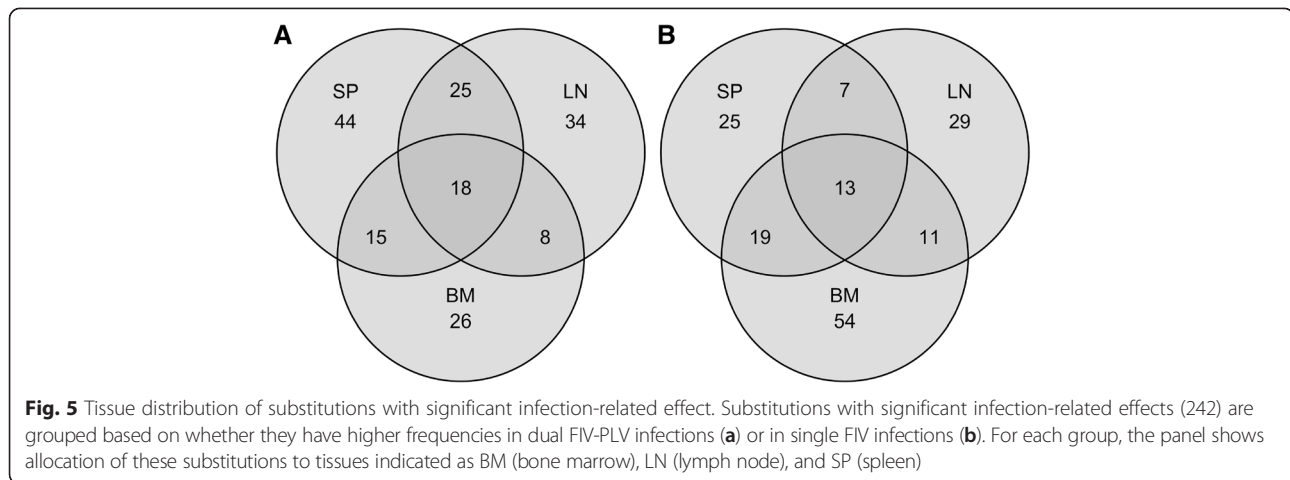 A
SP
44
25
LN
34
18
15
8
BM
26
B
SP
25
7
LN
29
13
19
11
BM
54
Fig. 5 Tissue distribution of substitutions with significant infection-related effect. Substitutions with significant infection-related effects (242) are
grouped based on whether they have higher frequencies in dual FIV-PLV infections (a) or in single FIV infections (b). For each group, the panel shows
allocation of these substitutions to tissues indicated as BM (bone marrow), LN (lymph node), and SP (spleen)